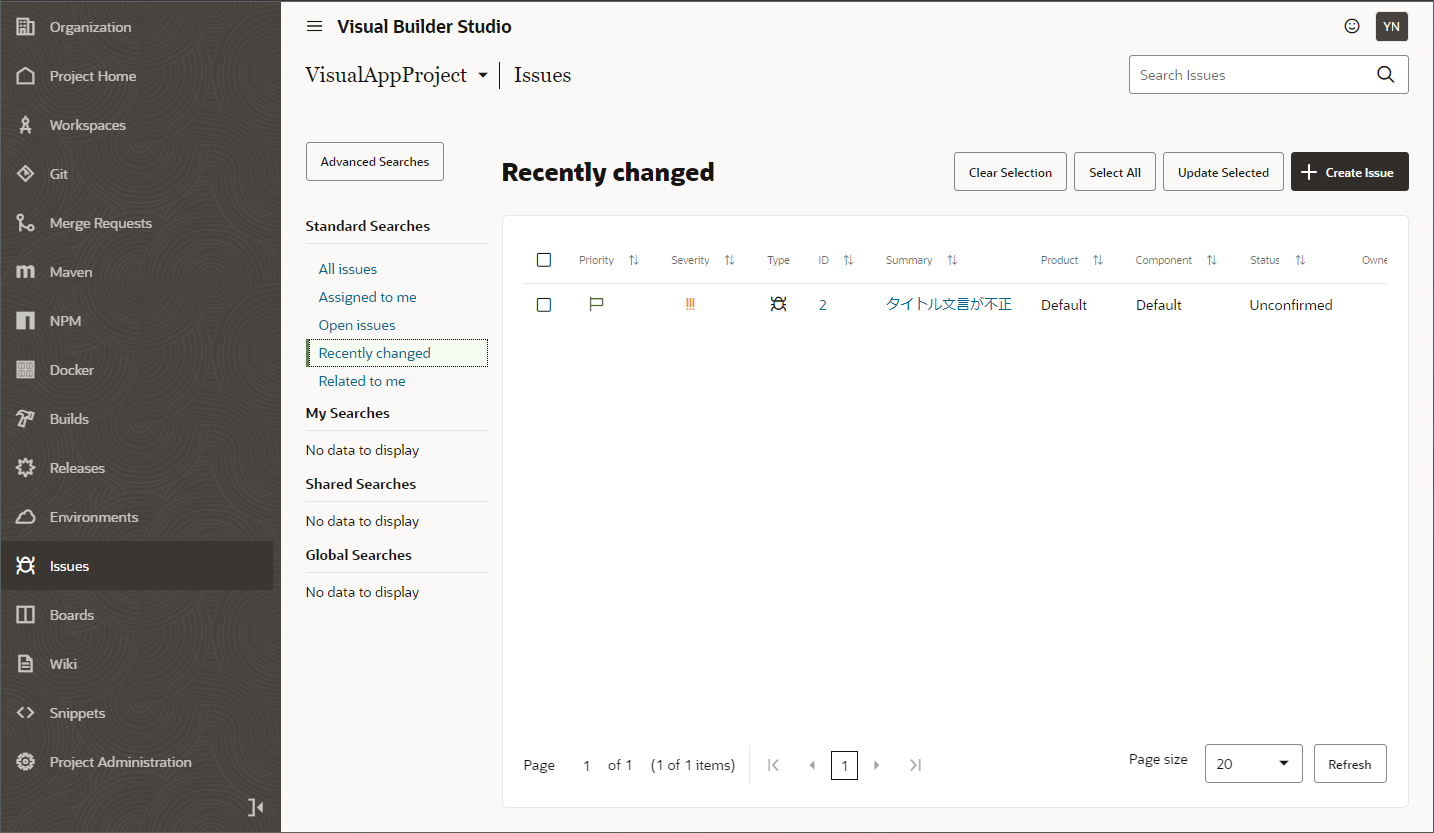 Organization
Project Home
Workspaces
Git
Merge Requests
Maven
NPM
Docker
Builds
Releases
Environments
Issues
Boards
Wiki
Snippets
Project Administration
Visual Builder Studio
YN
VisualAppProject
Issues
Search Issues
Advanced Searches
Standard Searches
All issues
Assigned to me
Open issues
Recently changed
Related to me
My Searches
No data to display
Shared Searches
No data to display
Global Searches
No data to display
Recently changed
Clear Selection
Select All
Update Selected
Create Issue
Priority Severity Type ID Summary Product Component Status Owne
!!! 2 タイトル文言が不正 Default Default Unconfirmed
Page 1 of 1 (1 of 1 items) 1
Page size 20 Refresh